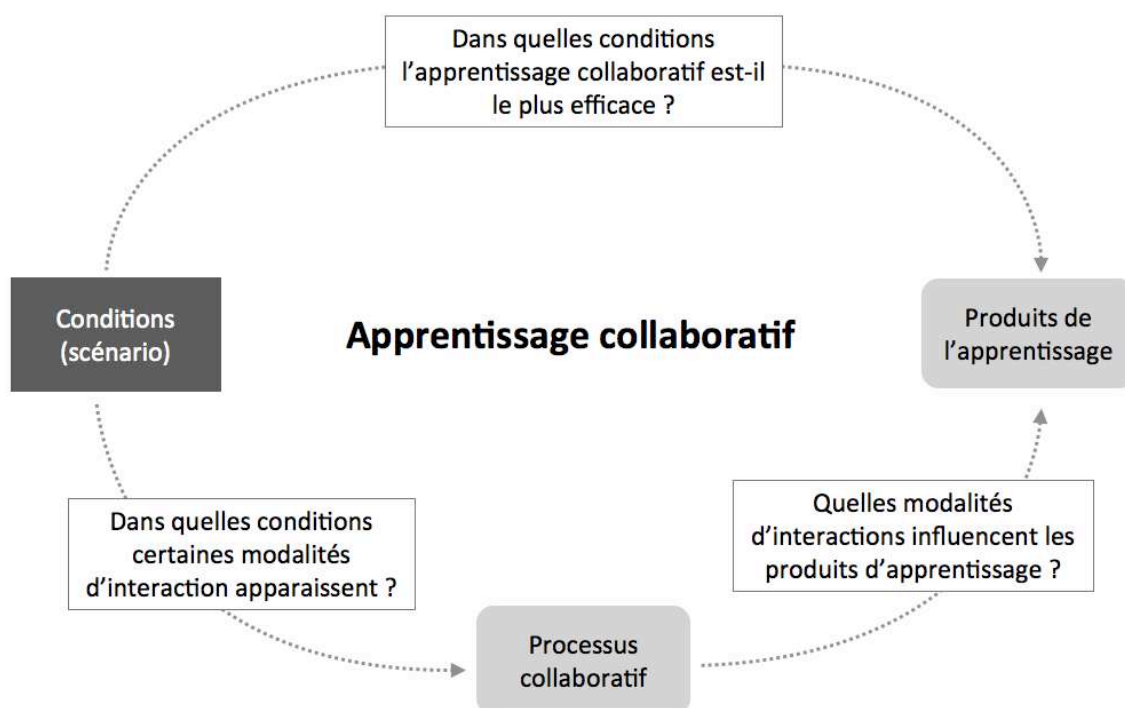 Dans quelles conditions
l’apprentissage collaboratif est-il
le plus efficace ?
Conditions
(scénario)
Apprentissage collaboratif
Produits de
l’apprentissage
Dans quelles conditions
certaines modalités
d’interaction apparaissent ?
Quelles modalités
d’interactions influencent les
produits d’apprentissage ?
Processus
collaboratif